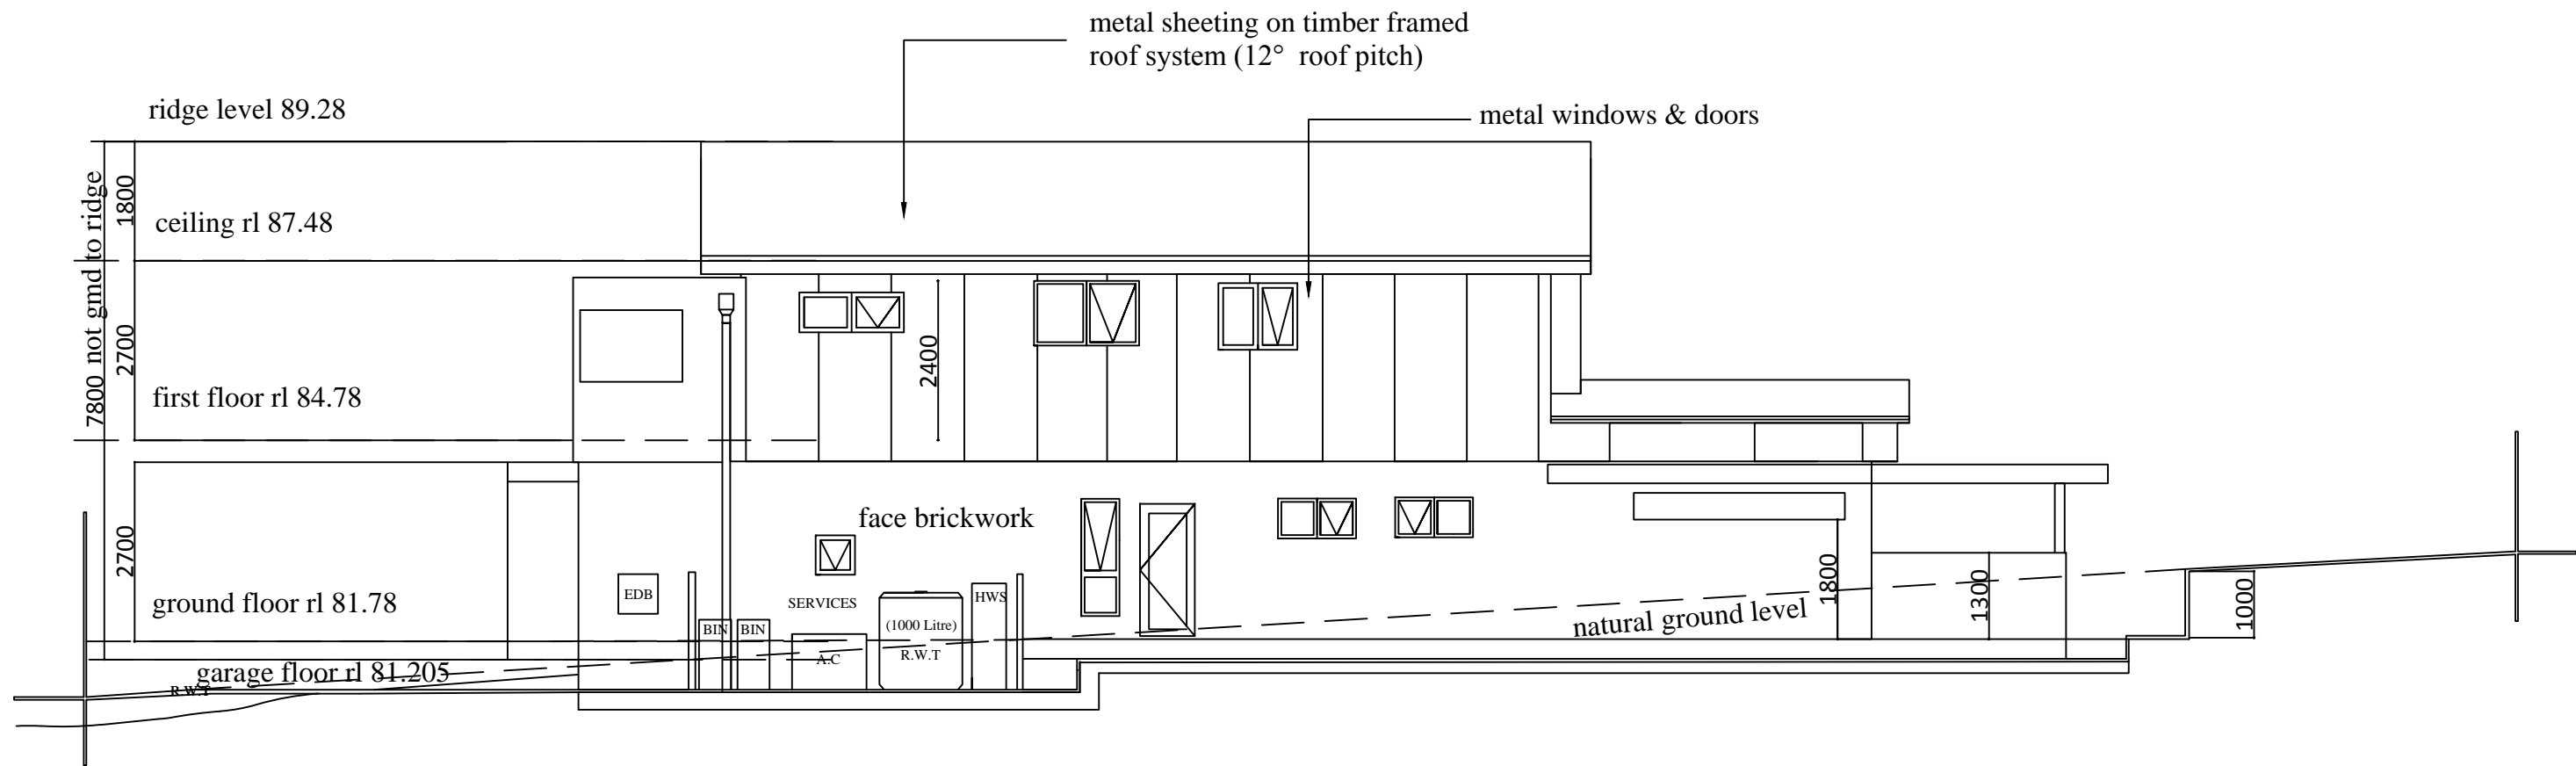 metal sheeting on timber framed
roof system (12° roof pitch)
ridge level 89.28
metal windows & doors
1800
ceiling rl 87.48
7800 not gmd to ridge
2700
2400
first floor rl 84.78
face brickwork
2700
EDB
SERVICES
HWS
1800
1300
1000
ground floor rl 81.78
BIN
BIN
(1000 Litre)
natural ground level
A.C
R.W.T
garage floor rl 81.205
R.W.T